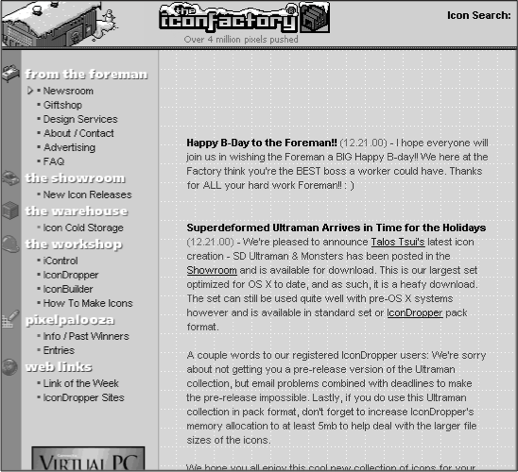 the
iconfactory
Over 4 million pixels pushed
Icon Search:
from the foreman
Newsroom
Giftshop
Design Services
About / Contact
Advertising
FAQ
the showroom
New Icon Releases
the warehouse
Icon Cold Storage
the workshop
iControl
IconDropper
IconBuilder
How To Make Icons
pixelpalooza
Info / Past Winners
Entries
web links
Link of the Week
IconDropper Sites
VIRTUAL PC
Happy B-Day to the Foreman!! (12.21.00) - I hope everyone will
join us in wishing the Foreman a BIG Happy B-day!! We here at the
Factory think you're the BEST boss a worker could have. Thanks
for ALL your hard work Foreman!! : )
Superdeformed Ultraman Arrives in Time for the Holidays
(12.21.00) - We're pleased to announce Talos Tsui's latest icon
creation - SD Ultraman & Monsters has been posted in the
Showroom and is available for download. This is our largest set
optimized for OS X to date, and as such, it is a heafy download.
The set can still be used quite well with pre-OS X systems
however and is available in standard set or IconDropper pack
format.
A couple words to our registered IconDropper users: We're sorry
about not getting you a pre-release version of the Ultraman
collection, but email problems combined with deadlines to make
the pre-release impossible. Lastly, if you do use this Ultraman
collection in pack format, don't forget to increase IconDropper's
memory allocation to at least 5mb to help deal with the larger
file sizes of the icons.
We hope you all enjoy this cool new collection of icons for your